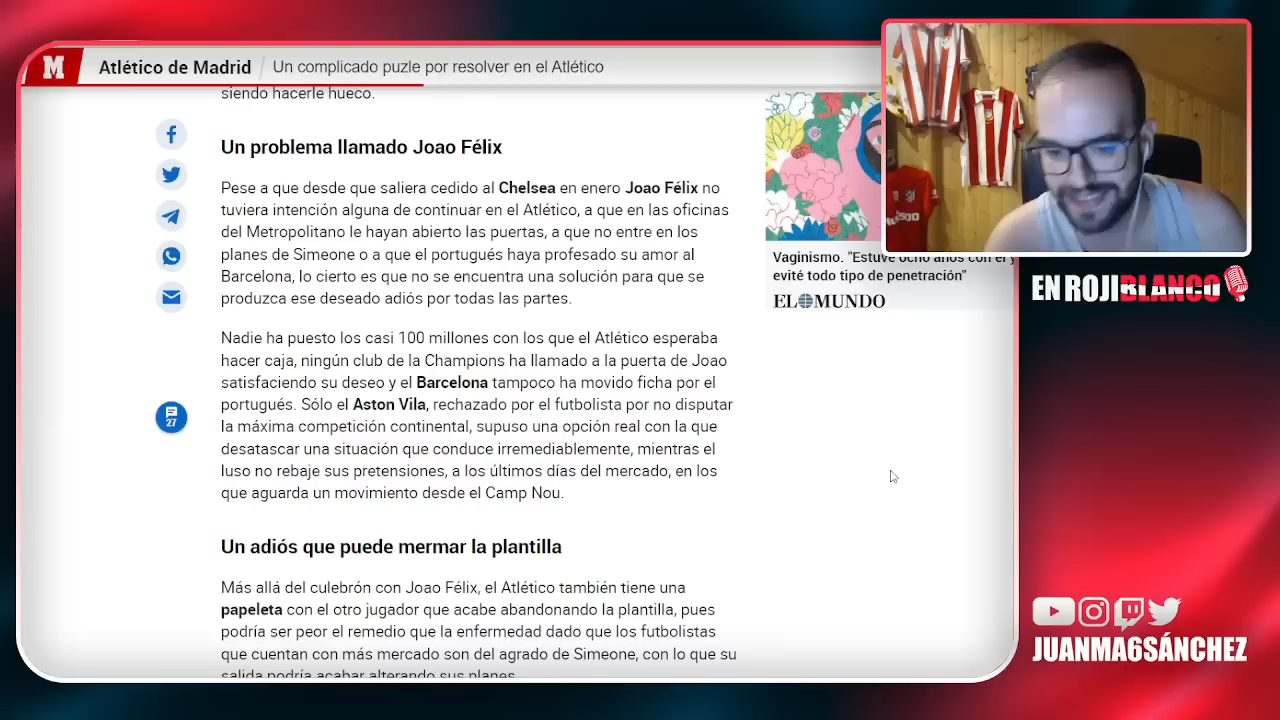 M
Atlético de Madrid
Un complicado puzle por resolver en el Atlético
siendo hacerle hueco.
Un problema llamado Joao Félix
Pese a que desde que saliera cedido al Chelsea en enero Joao Félix no
tuviera intención alguna de continuar en el Atlético, a que en las oficinas
del Metropolitano le hayan abierto las puertas, a que no entre en los
planes de Simeone o a que el portugués haya profesado su amor al
Barcelona, lo cierto es que no se encuentra una solución para que se
produzca ese deseado adiós por todas las partes.
Nadie ha puesto los casi 100 millones con los que el Atlético esperaba
hacer caja, ningún club de la Champions ha llamado a la puerta de Joao
satisfaciendo su deseo y el Barcelona tampoco ha movido ficha por el
portugués. Sólo el Aston Vila, rechazado por el futbolista por no disputar
la máxima competición continental, supuso una opción real con la que
desatascar una situación que conduce irremediablemente, mientras el
luso no rebaje sus pretensiones, a los últimos días del mercado, en los
que aguarda un movimiento desde el Camp Nou.
27
Un adiós que puede mermar la plantilla
Más allá del culebrón con Joao Félix, el Atlético también tiene una
papeleta con el otro jugador que acabe abandonando la plantilla, pues
podría ser peor el remedio que la enfermedad dado que los futbolistas
que cuentan con más mercado son del agrado de Simeone, con lo que su
salida podría acabar alterando sus planes.
Vaginismo. "Estuve ocho años con él y
evité todo tipo de penetración"
EL MUNDO
EN ROJIBLANCO
JUANMA6SÁNCHEZ